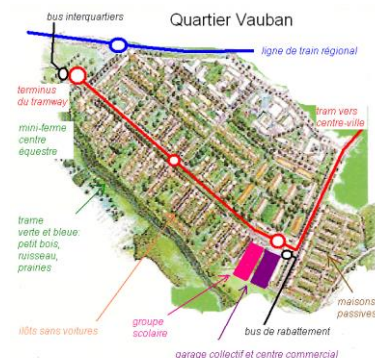 bus interquartiers
Quartier Vauban
ligne de train régional
terminus
du tramway
tram vers
centre-ville
mini-ferme
centre
équestre
trame
verte et bleue:
petit bois,
ruisseau,
prairies
ilôts sans voitures
groupe
scolaire
maisons
passives
bus de rabattement
garage collectif et centre commercial